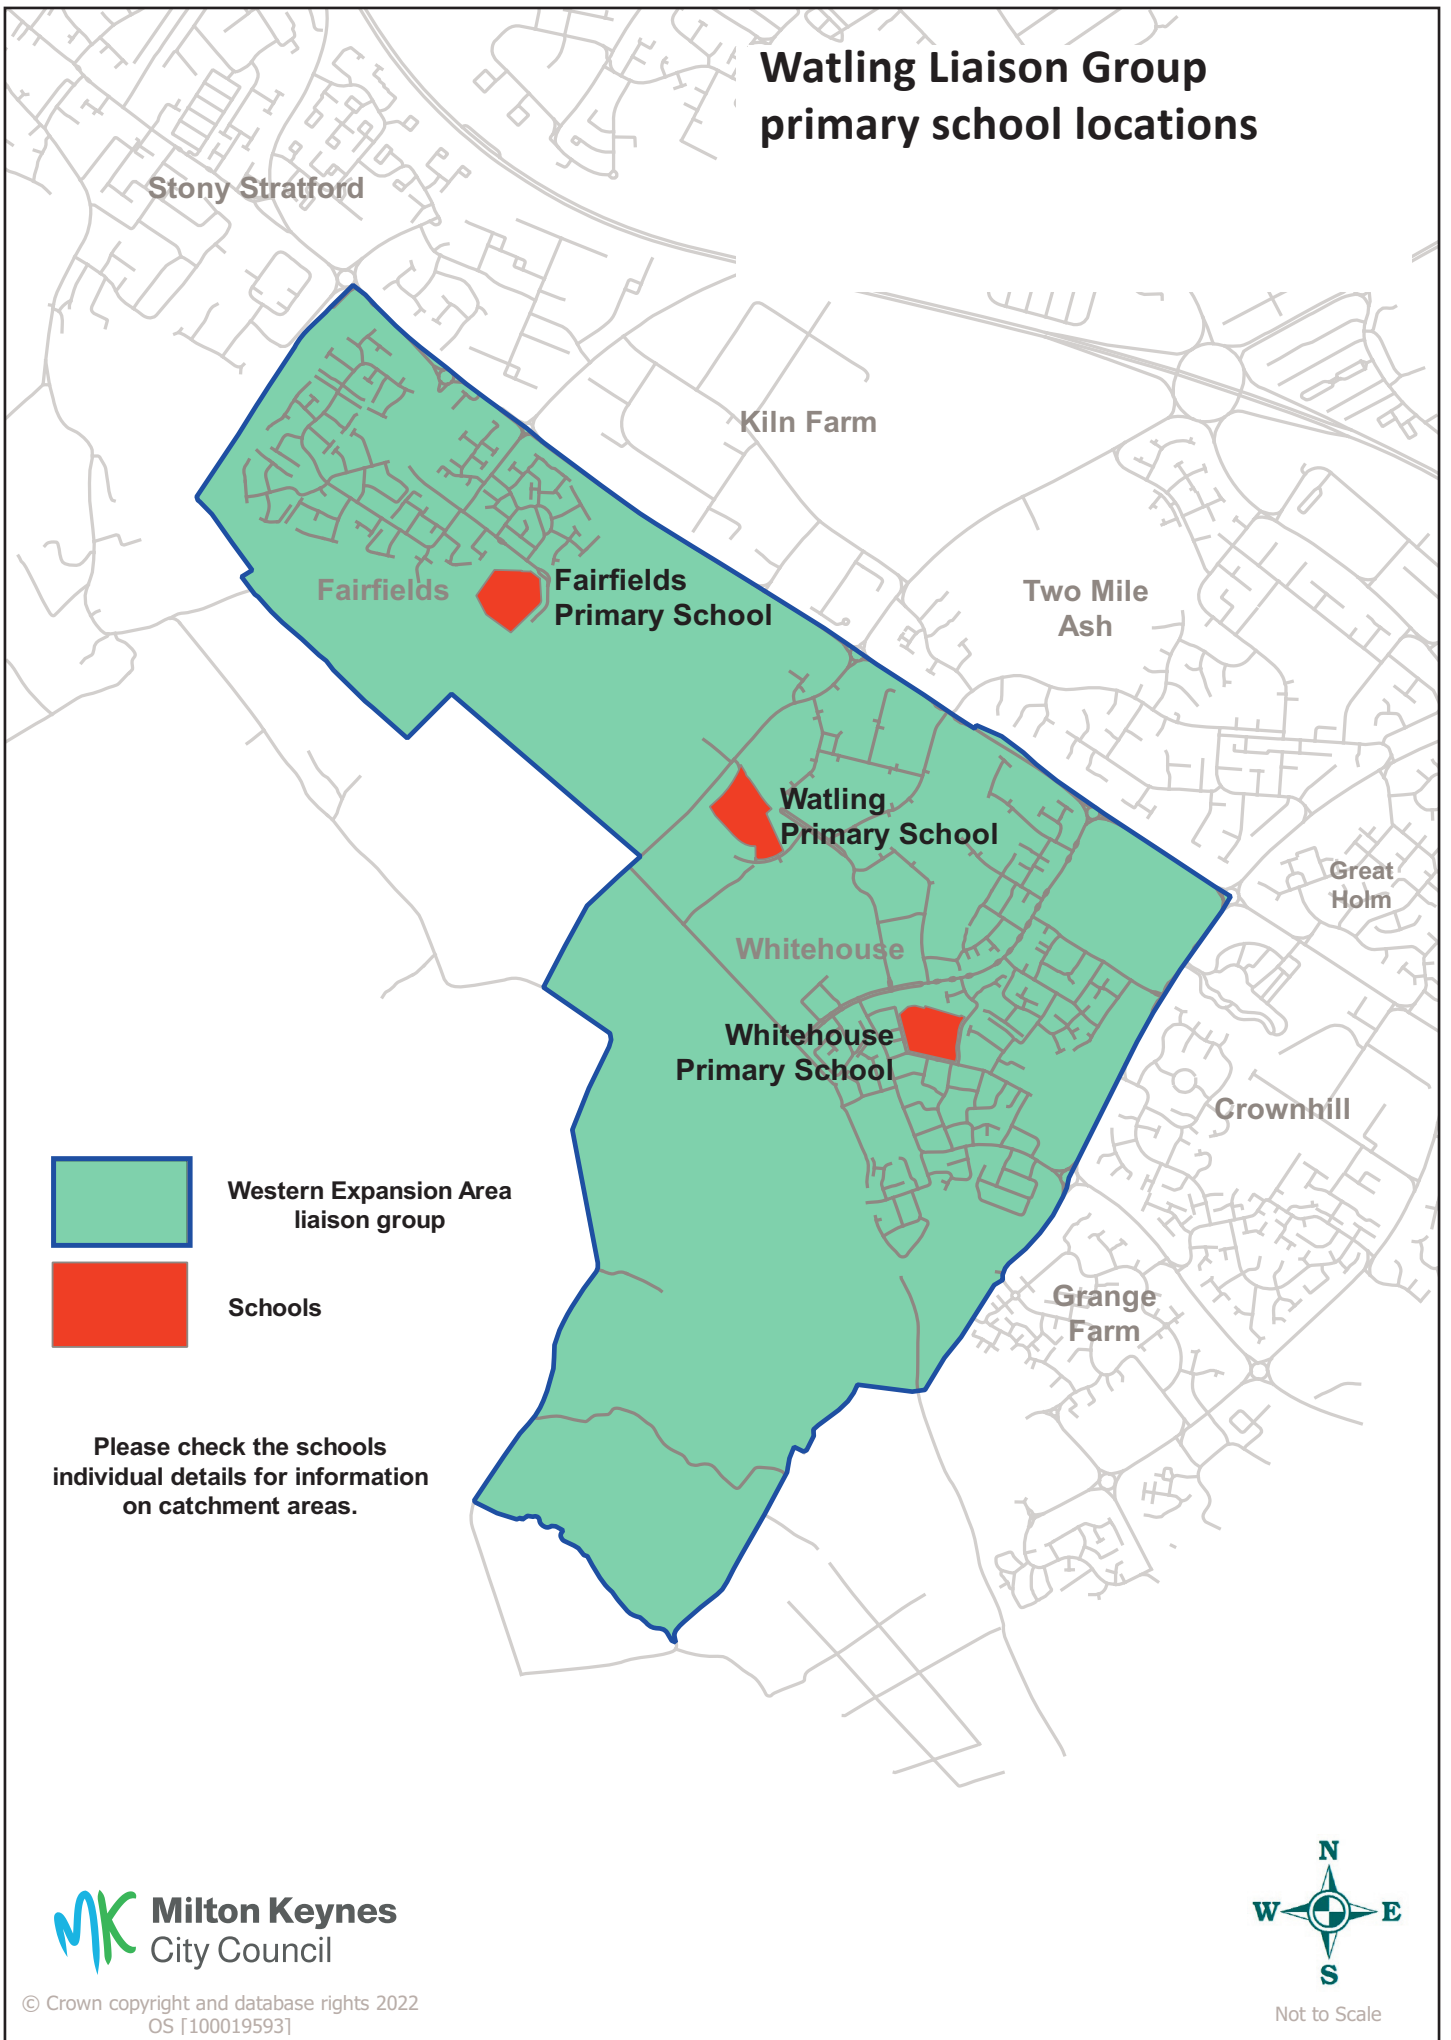 Watling Liaison Group
primary school locations
Stony Stratford
Kiln Farm
Two Mile
Ash
Fairfields
Fairfields
Primary School
Watling
Primary School
Great
Holm
Whitehouse
Whitehouse
Primary School
Crownhill
Western Expansion Area
liaison group
Schools
Grange
Farm
Please check the schools
individual details for information
on catchment areas.
MK
Milton Keynes
City Council
N
W
E
S
© Crown copyright and database rights 2022
OS [100019593]
Not to Scale